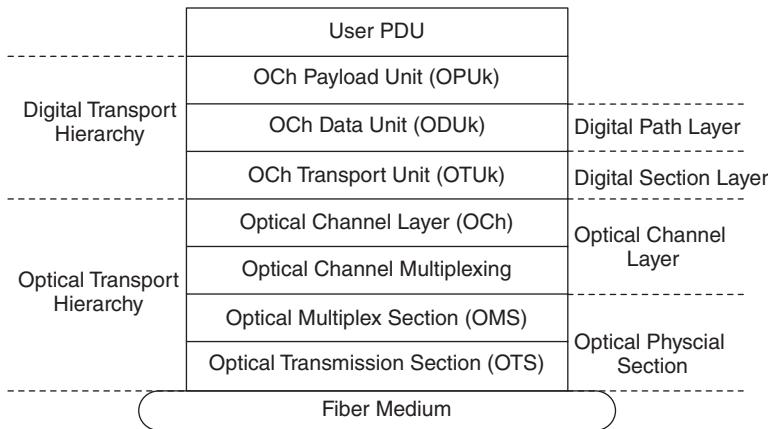 User PDU
OCh Payload Unit (OPUk)
Digital Transport
Hierarchy
OCh Data Unit (ODUk)
Digital Path Layer
OCh Transport Unit (OTUk)
Digital Section Layer
Optical Channel Layer (OCh)
Optical Channel
Layer
Optical Channel Multiplexing
Optical Transport
Hierarchy
Optical Multiplex Section (OMS)
Optical Physcial
Section
Optical Transmission Section (OTS)
Fiber Medium